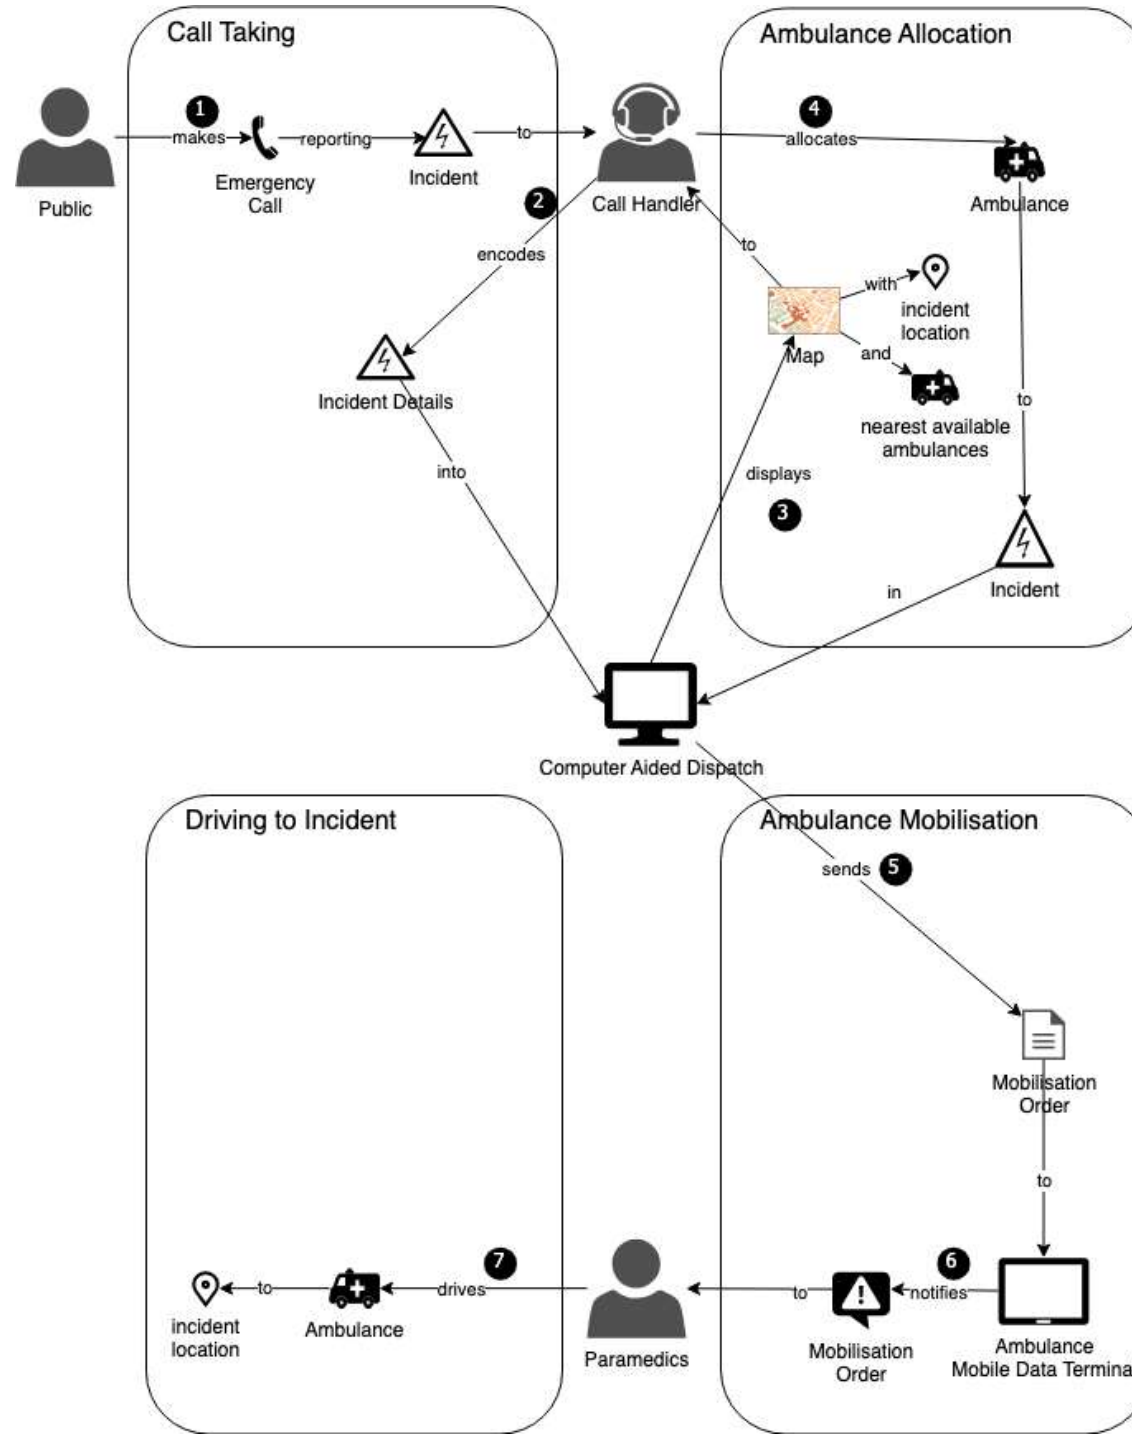 Call Taking
Ambulance Allocation
1
makes
reporting
to
4
allocates
Emergency
Call
Incident
Public
2
Call Handler
Ambulance
encodes
to
with
incident
location
Map
and
to
nearest available
ambulances
Incident Details
into
displays
3
Incident
in
Computer Aided Dispatch
Driving to Incident
Ambulance Mobilisation
sends
5
Mobilisation
Order
to
7
6
to
drives
to
notifies
incident
location
Ambulance
Paramedics
Mobilisation
Order
Ambulance
Mobile Data Termina